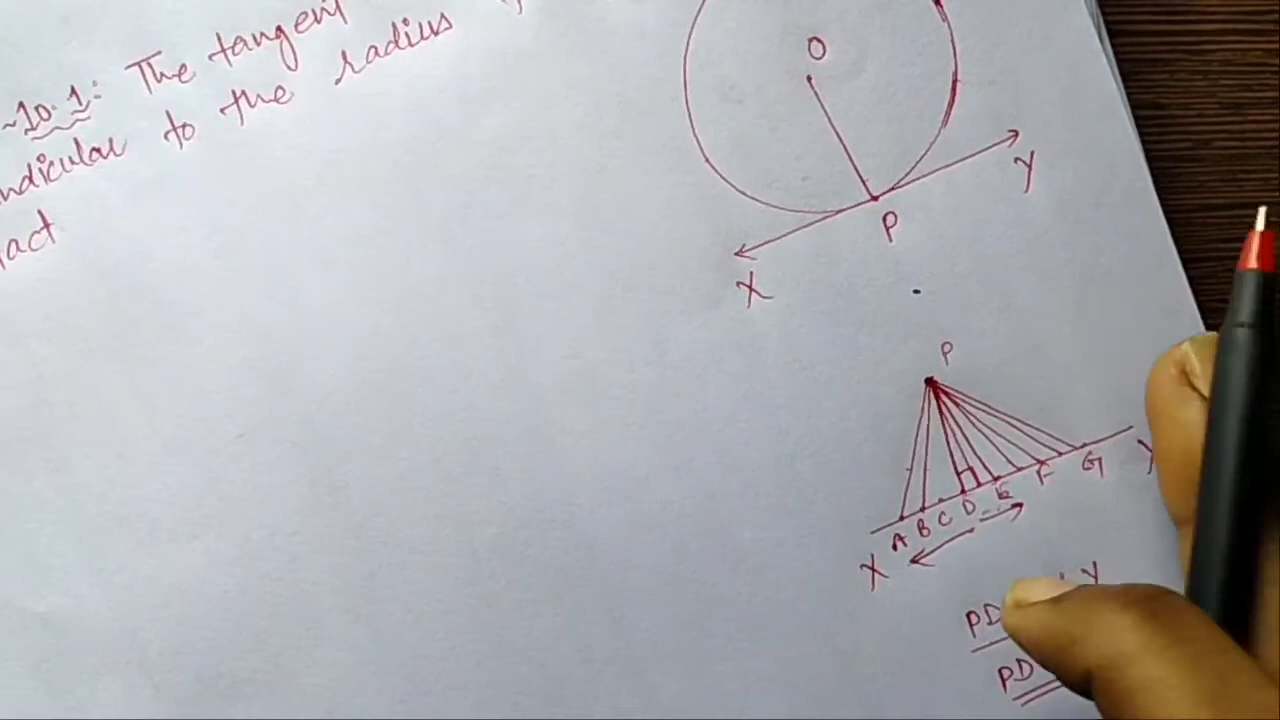 10.1: The tangent
ndicular to the radius
act
O
Y
P
X
P
A B C D E F G
X
Y
PD
PD